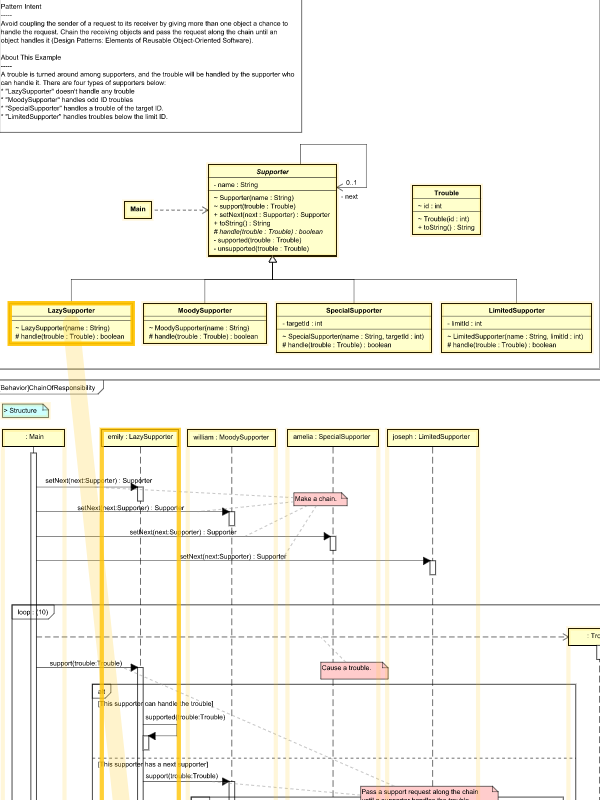 Pattern Intent
-----
Avoid coupling the sender of a request to its receiver by giving more than one object a chance to
handle the request. Chain the receiving objects and pass the request along the chain until an
object handles it (Design Patterns: Elements of Reusable Object-Oriented Software).
About This Example
-----
A trouble is turned around among supporters, and the trouble will be handled by the supporter who
can handle it. There are four types of supporters below:
* "LazySupporter" doesn't handle any trouble
* "MoodySupporter" handles odd ID troubles
* "SpecialSupporter" handles a trouble of the target ID.
* "LimitedSupporter" handles troubles below the limit ID.
Supporter
- name : String
~ Supporter(name : String)
~ support(trouble : Trouble)
+ setNext(next : Supporter) : Supporter
+ toString() : String
# handle(trouble : Trouble) : boolean
- supported(trouble : Trouble)
- unsupported(trouble : Trouble)
0..1
- next
Main
Trouble
~ id : int
~ Trouble(id : int)
+ toString() : String
LazySupporter
~ LazySupporter(name : String)
# handle(trouble : Trouble) : boolean
MoodySupporter
~ MoodySupporter(name : String)
# handle(trouble : Trouble) : boolean
SpecialSupporter
- targetId : int
~ SpecialSupporter(name : String, targetId : int)
# handle(trouble : Trouble) : boolean
LimitedSupporter
- limitId : int
~ LimitedSupporter(name : String, limitId : int)
# handle(trouble : Trouble) : boolean
Behavior]ChainOfResponsibility
> Structure
: Main
emily : LazySupporter
william : MoodySupporter
amelia : SpecialSupporter
joseph : LimitedSupporter
setNext(next:Supporter) : Supporter
Make a chain.
setNext(next:Supporter) : Supporter
setNext(next:Supporter) : Supporter
setNext(next:Supporter) : Supporter
loop : (10)
: Tro
support(trouble:Trouble)
Cause a trouble.
alt
[This supporter can handle the trouble]
supported(trouble:Trouble)
[This supporter has a next supporter]
support(trouble:Trouble)
Pass a support request along the chain
until a supporter handles the trouble.